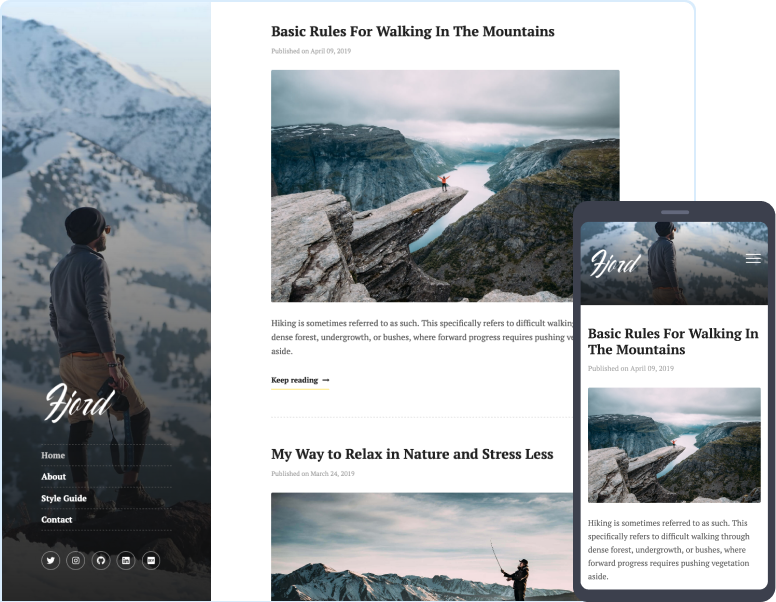 Fjord
Home
About
Style Guide
Contact
Basic Rules For Walking In The Mountains
Published on April 09, 2019
Hiking is sometimes referred to as such. This specifically refers to difficult walking
dense forest, undergrowth, or bushes, where forward progress requires pushing
aside.
Keep reading →
My Way to Relax in Nature and Stress Less
Published on March 24, 2019
Fjord
Basic Rules For Walking In
The Mountains
Published on April 09, 2019
Hiking is sometimes referred to as such. This
specifically refers to difficult walking through
dense forest, undergrowth, or bushes, where
forward progress requires pushing vegetation
aside.